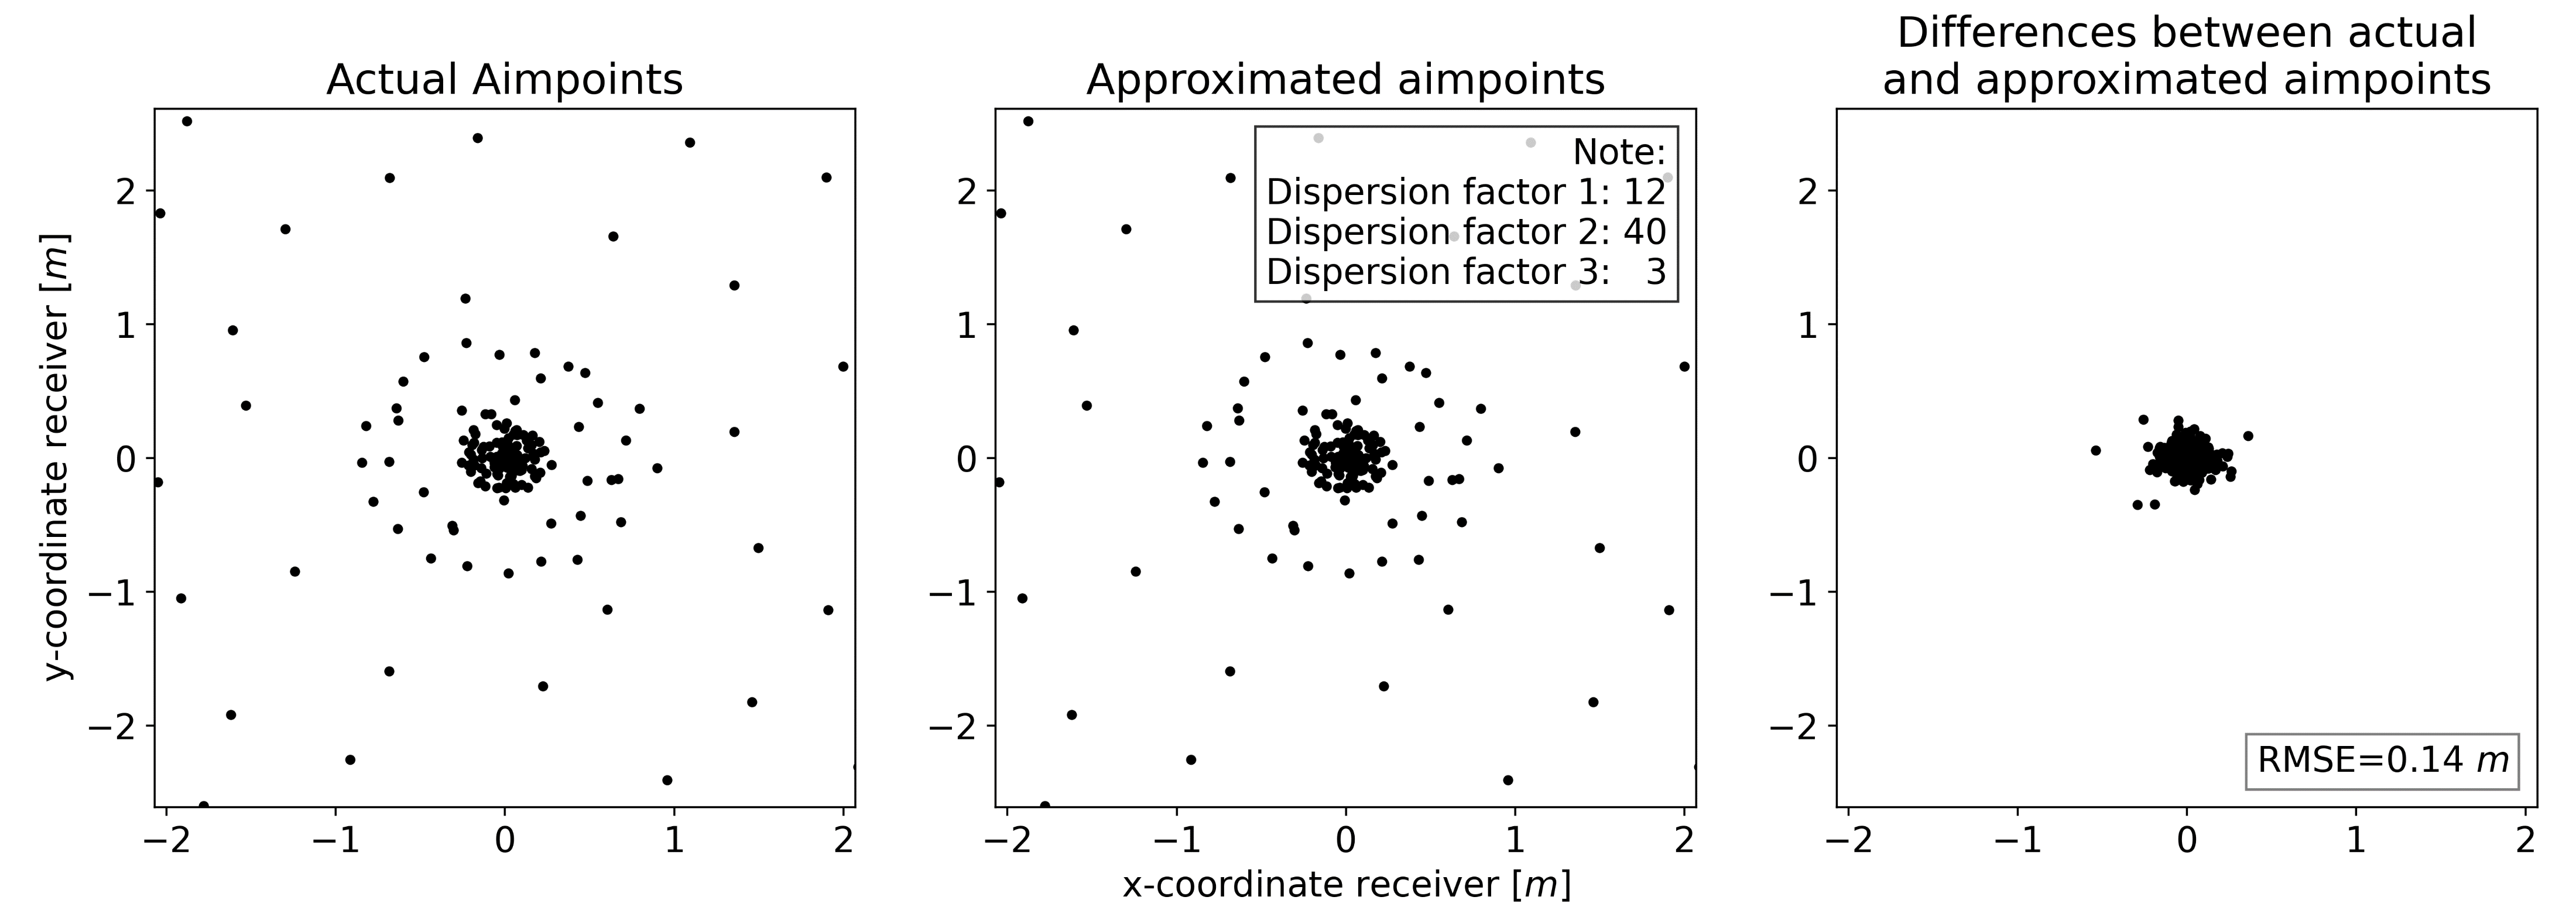 Actual Aimpoints
y-coordinate receiver [m]
2
1
0
−1
−2
−2
−1
0
1
2
Approximated aimpoints
Note:
Dispersion factor 1: 12
Dispersion factor 2: 40
Dispersion factor 3: 3
2
1
0
−1
−2
−2
−1
0
1
2
x-coordinate receiver [m]
Differences between actual
and approximated aimpoints
2
1
0
−1
−2
RMSE=0.14 m
−2
−1
0
1
2